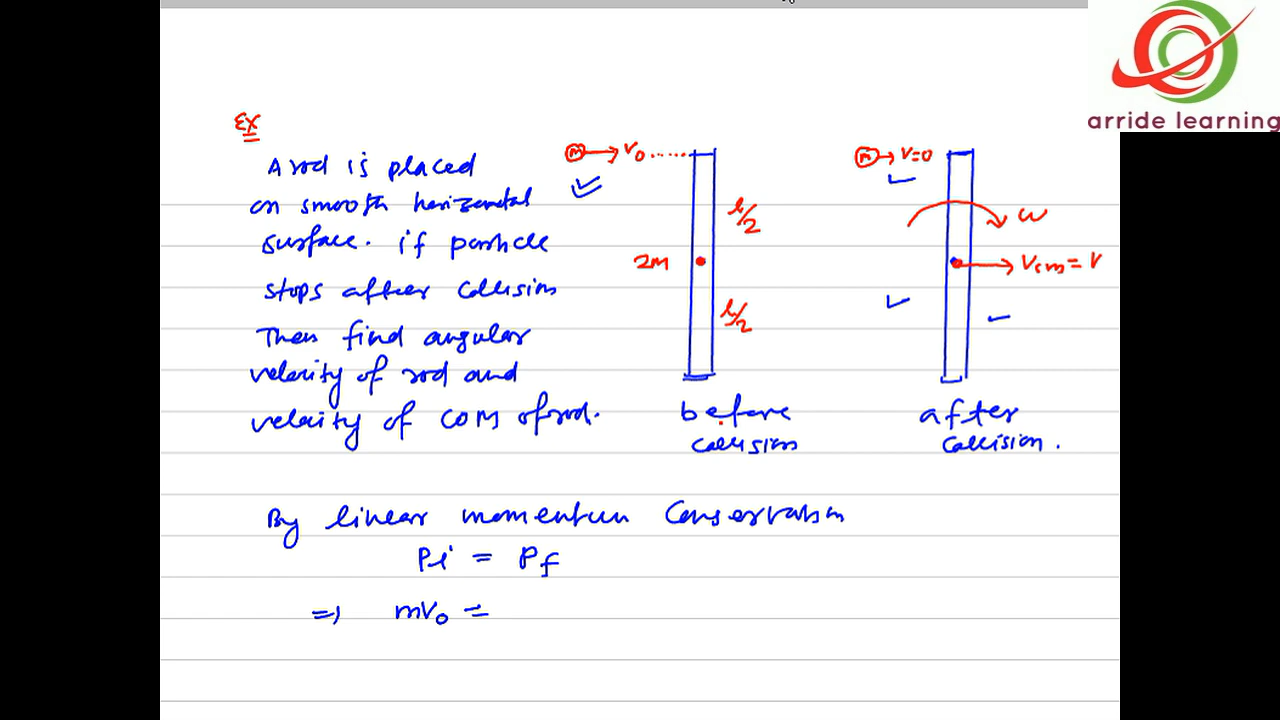 Ex
A rod is placed
on smooth horizontal
surface. if particle
stops after collision
Then find angular
velocity of rod and
velocity of COM of rod.
m → v₀ ......
l/2
2M
l/2
before
collision
m → v=0
ω
Vcm = V
after
collision.
By linear momentum Conservation
Pi = Pf
⇒ mv₀ =
arride learning